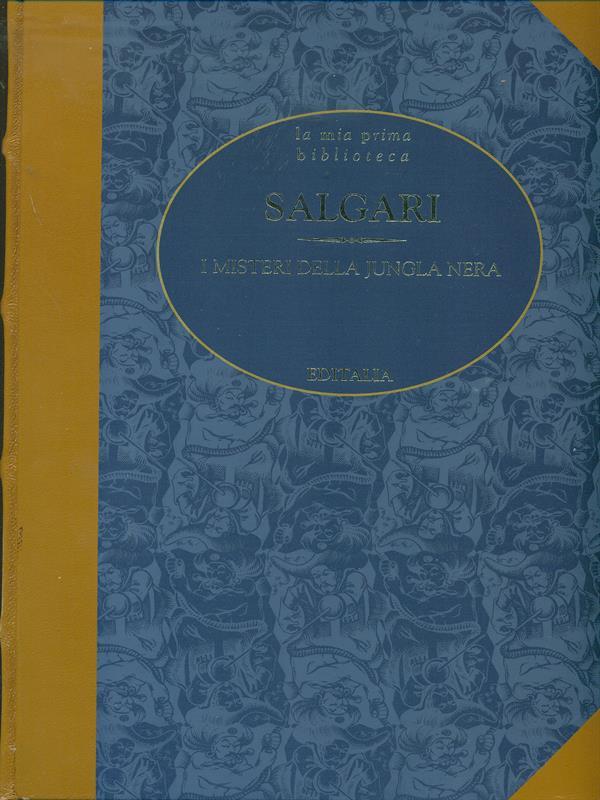 la mia prima
biblioteca
SALGARI
I MISTERI DELLA JUNGLA NERA
EDITALIA